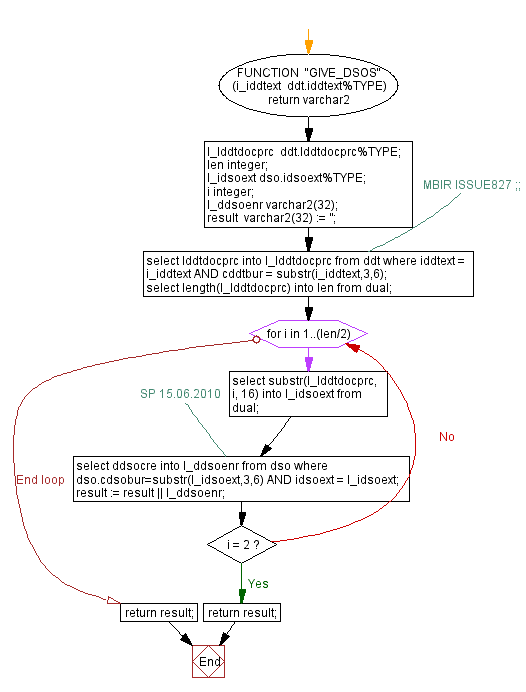 FUNCTION "GIVE_DSOS"
(i_iddtext ddt.iddtext%TYPE)
return varchar2
l_lddtdocprc ddt.lddtdocprc%TYPE;
len integer;
l_idsoext dso.idsoext%TYPE;
i integer;
l_ddsoenr varchar2(32);
result varchar2(32) := '';
MBIR ISSUE827 ;;
select lddtdocprc into l_lddtdocprc from ddt where iddtext =
i_iddtext AND cddtbur = substr(i_iddtext,3,6);
select length(l_lddtdocprc) into len from dual;
for i in 1..(len/2)
select substr(l_lddtdocprc,
i, 16) into l_idsoext from
dual;
SP 15.06.2010
No
select ddsocre into l_ddsoenr from dso where
dso.cdsobur=substr(l_idsoext,3,6) AND idsoext = l_idsoext;
result := result || l_ddsoenr;
End loop
i = 2 ?
Yes
return result;
return result;
End